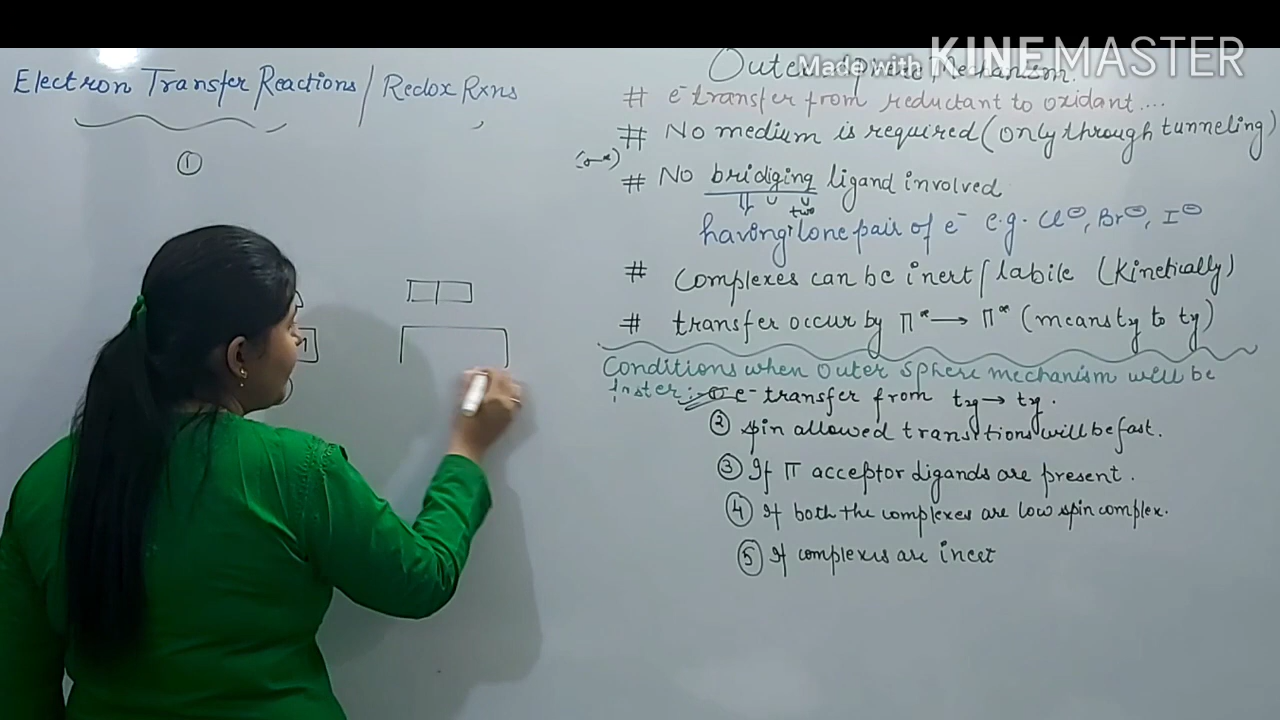 Made with KINEMASTER
Electron Transfer Reactions / Redox Rxns
①
Outer sphere Mechanism.
# e⁻ transfer from reductant to oxidant....
# No medium is required (only through tunneling)
# No bridging ligand involved
two
having lone pair of e⁻ e.g. Cl⊖, Br⊖, I⊖
# Complexes can be inert / labile (Kinetically)
# transfer occur by π* → π* (means t₂g to t₂g)
Conditions when outer sphere mechanism will be
faster :- ① e⁻ transfer from t₂g → t₂g.
② Spin allowed transitions will be fast.
③ If π acceptor ligands are present.
④ If both the complexes are low spin complex.
⑤ If complexes are inert